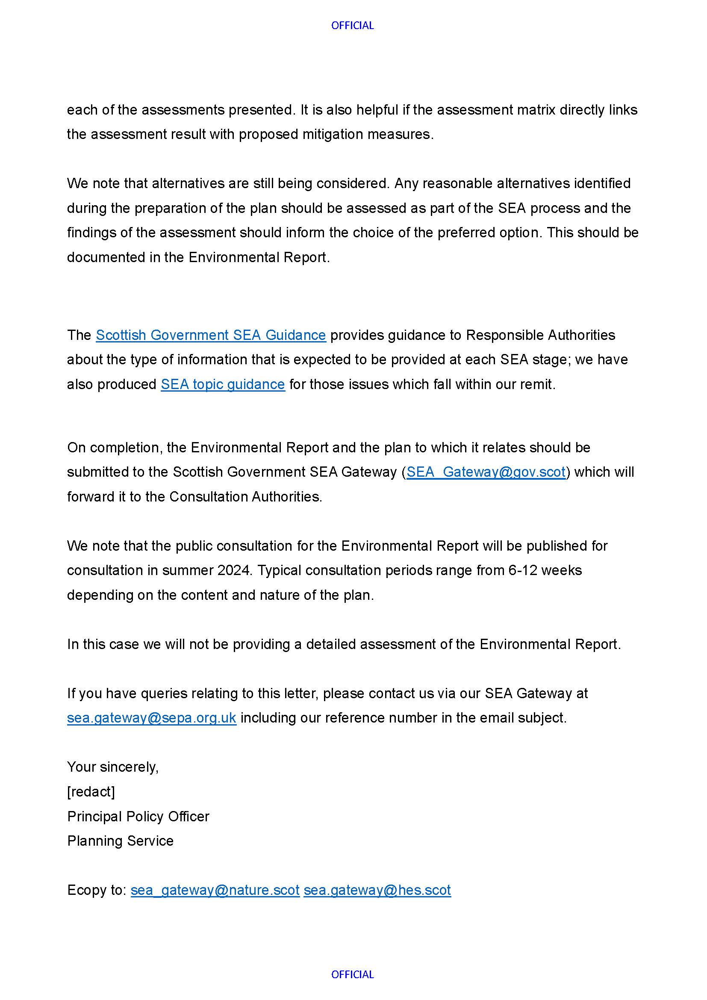 OFFICIAL
each of the assessments presented. It is also helpful if the assessment matrix directly links
the assessment result with proposed mitigation measures.
We note that alternatives are still being considered. Any reasonable alternatives identified
during the preparation of the plan should be assessed as part of the SEA process and the
findings of the assessment should inform the choice of the preferred option. This should be
documented in the Environmental Report.
The Scottish Government SEA Guidance provides guidance to Responsible Authorities
about the type of information that is expected to be provided at each SEA stage; we have
also produced SEA topic guidance for those issues which fall within our remit.
On completion, the Environmental Report and the plan to which it relates should be
submitted to the Scottish Government SEA Gateway (SEA_Gateway@gov.scot) which will
forward it to the Consultation Authorities.
We note that the public consultation for the Environmental Report will be published for
consultation in summer 2024. Typical consultation periods range from 6-12 weeks
depending on the content and nature of the plan.
In this case we will not be providing a detailed assessment of the Environmental Report.
If you have queries relating to this letter, please contact us via our SEA Gateway at
sea.gateway@sepa.org.uk including our reference number in the email subject.
Your sincerely,
[redact]
Principal Policy Officer
Planning Service
Ecopy to: sea_gateway@nature.scot sea.gateway@hes.scot
OFFICIAL